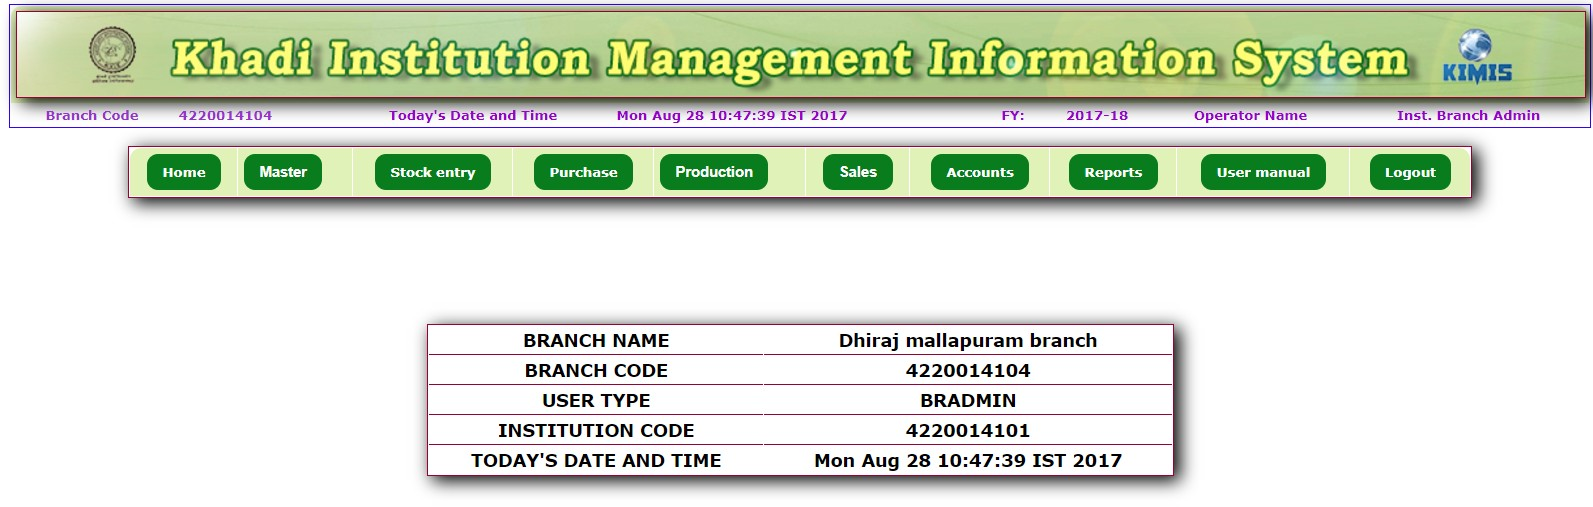 Khadi Institution Management Information System
KIMIS
Branch Code 4220014104 Today's Date and Time Mon Aug 28 10:47:39 IST 2017 FY: 2017-18 Operator Name Inst. Branch Admin
Home Master Stock entry Purchase Production Sales Accounts Reports User manual Logout
BRANCH NAME Dhiraj mallapuram branch
BRANCH CODE 4220014104
USER TYPE BRADMIN
INSTITUTION CODE 4220014101
TODAY'S DATE AND TIME Mon Aug 28 10:47:39 IST 2017